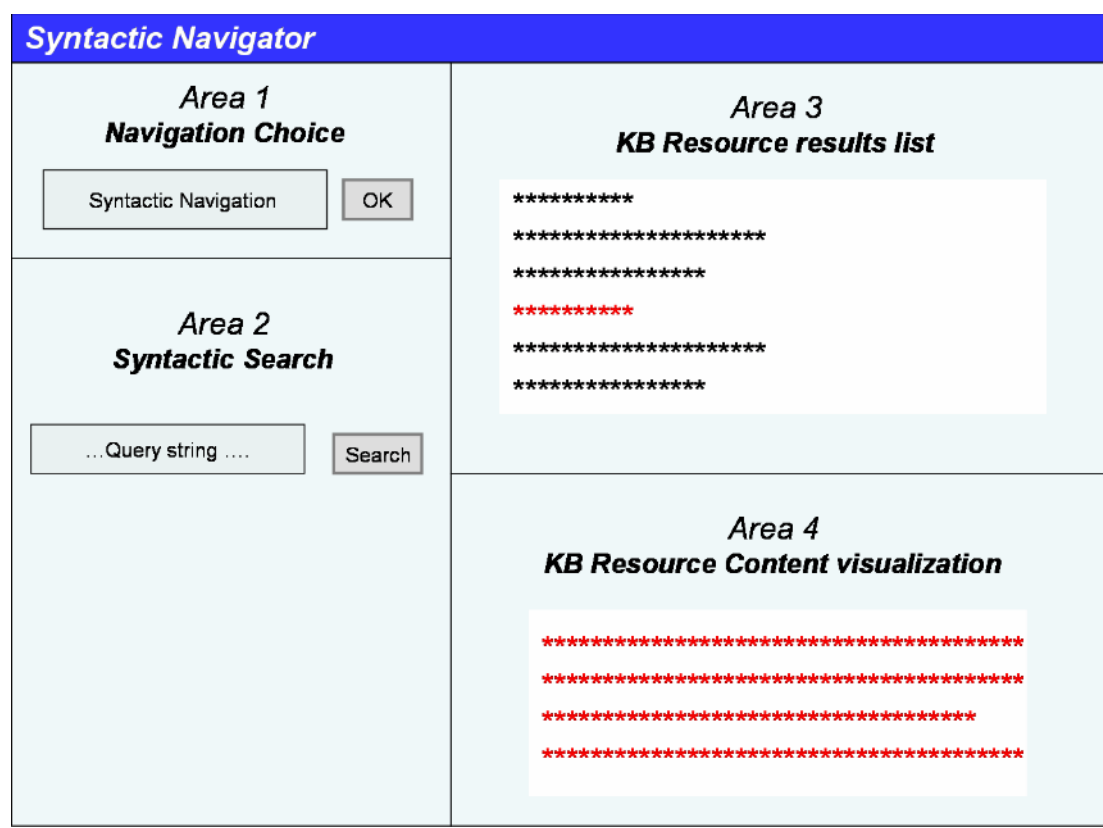 Syntactic Navigator
Area 1
Navigation Choice
Syntactic Navigation
OK
Area 2
Syntactic Search
...Query string ....
Search
Area 3
KB Resource results list
**********
*********************
****************
**********
*********************
****************
Area 4
KB Resource Content visualization
****************************************
****************************************
************************************
****************************************